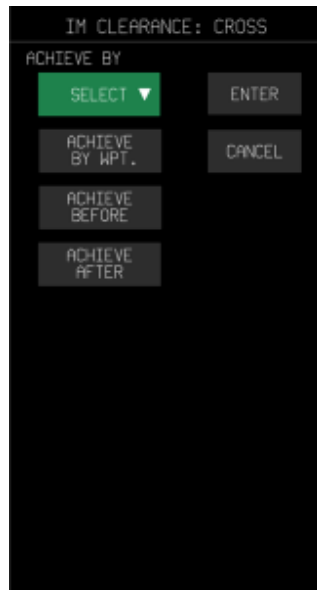 IM CLEARANCE: CROSS
ACHIEVE BY
SELECT ▼
ENTER
ACHIEVE
BY WPT.
CANCEL
ACHIEVE
BEFORE
ACHIEVE
AFTER